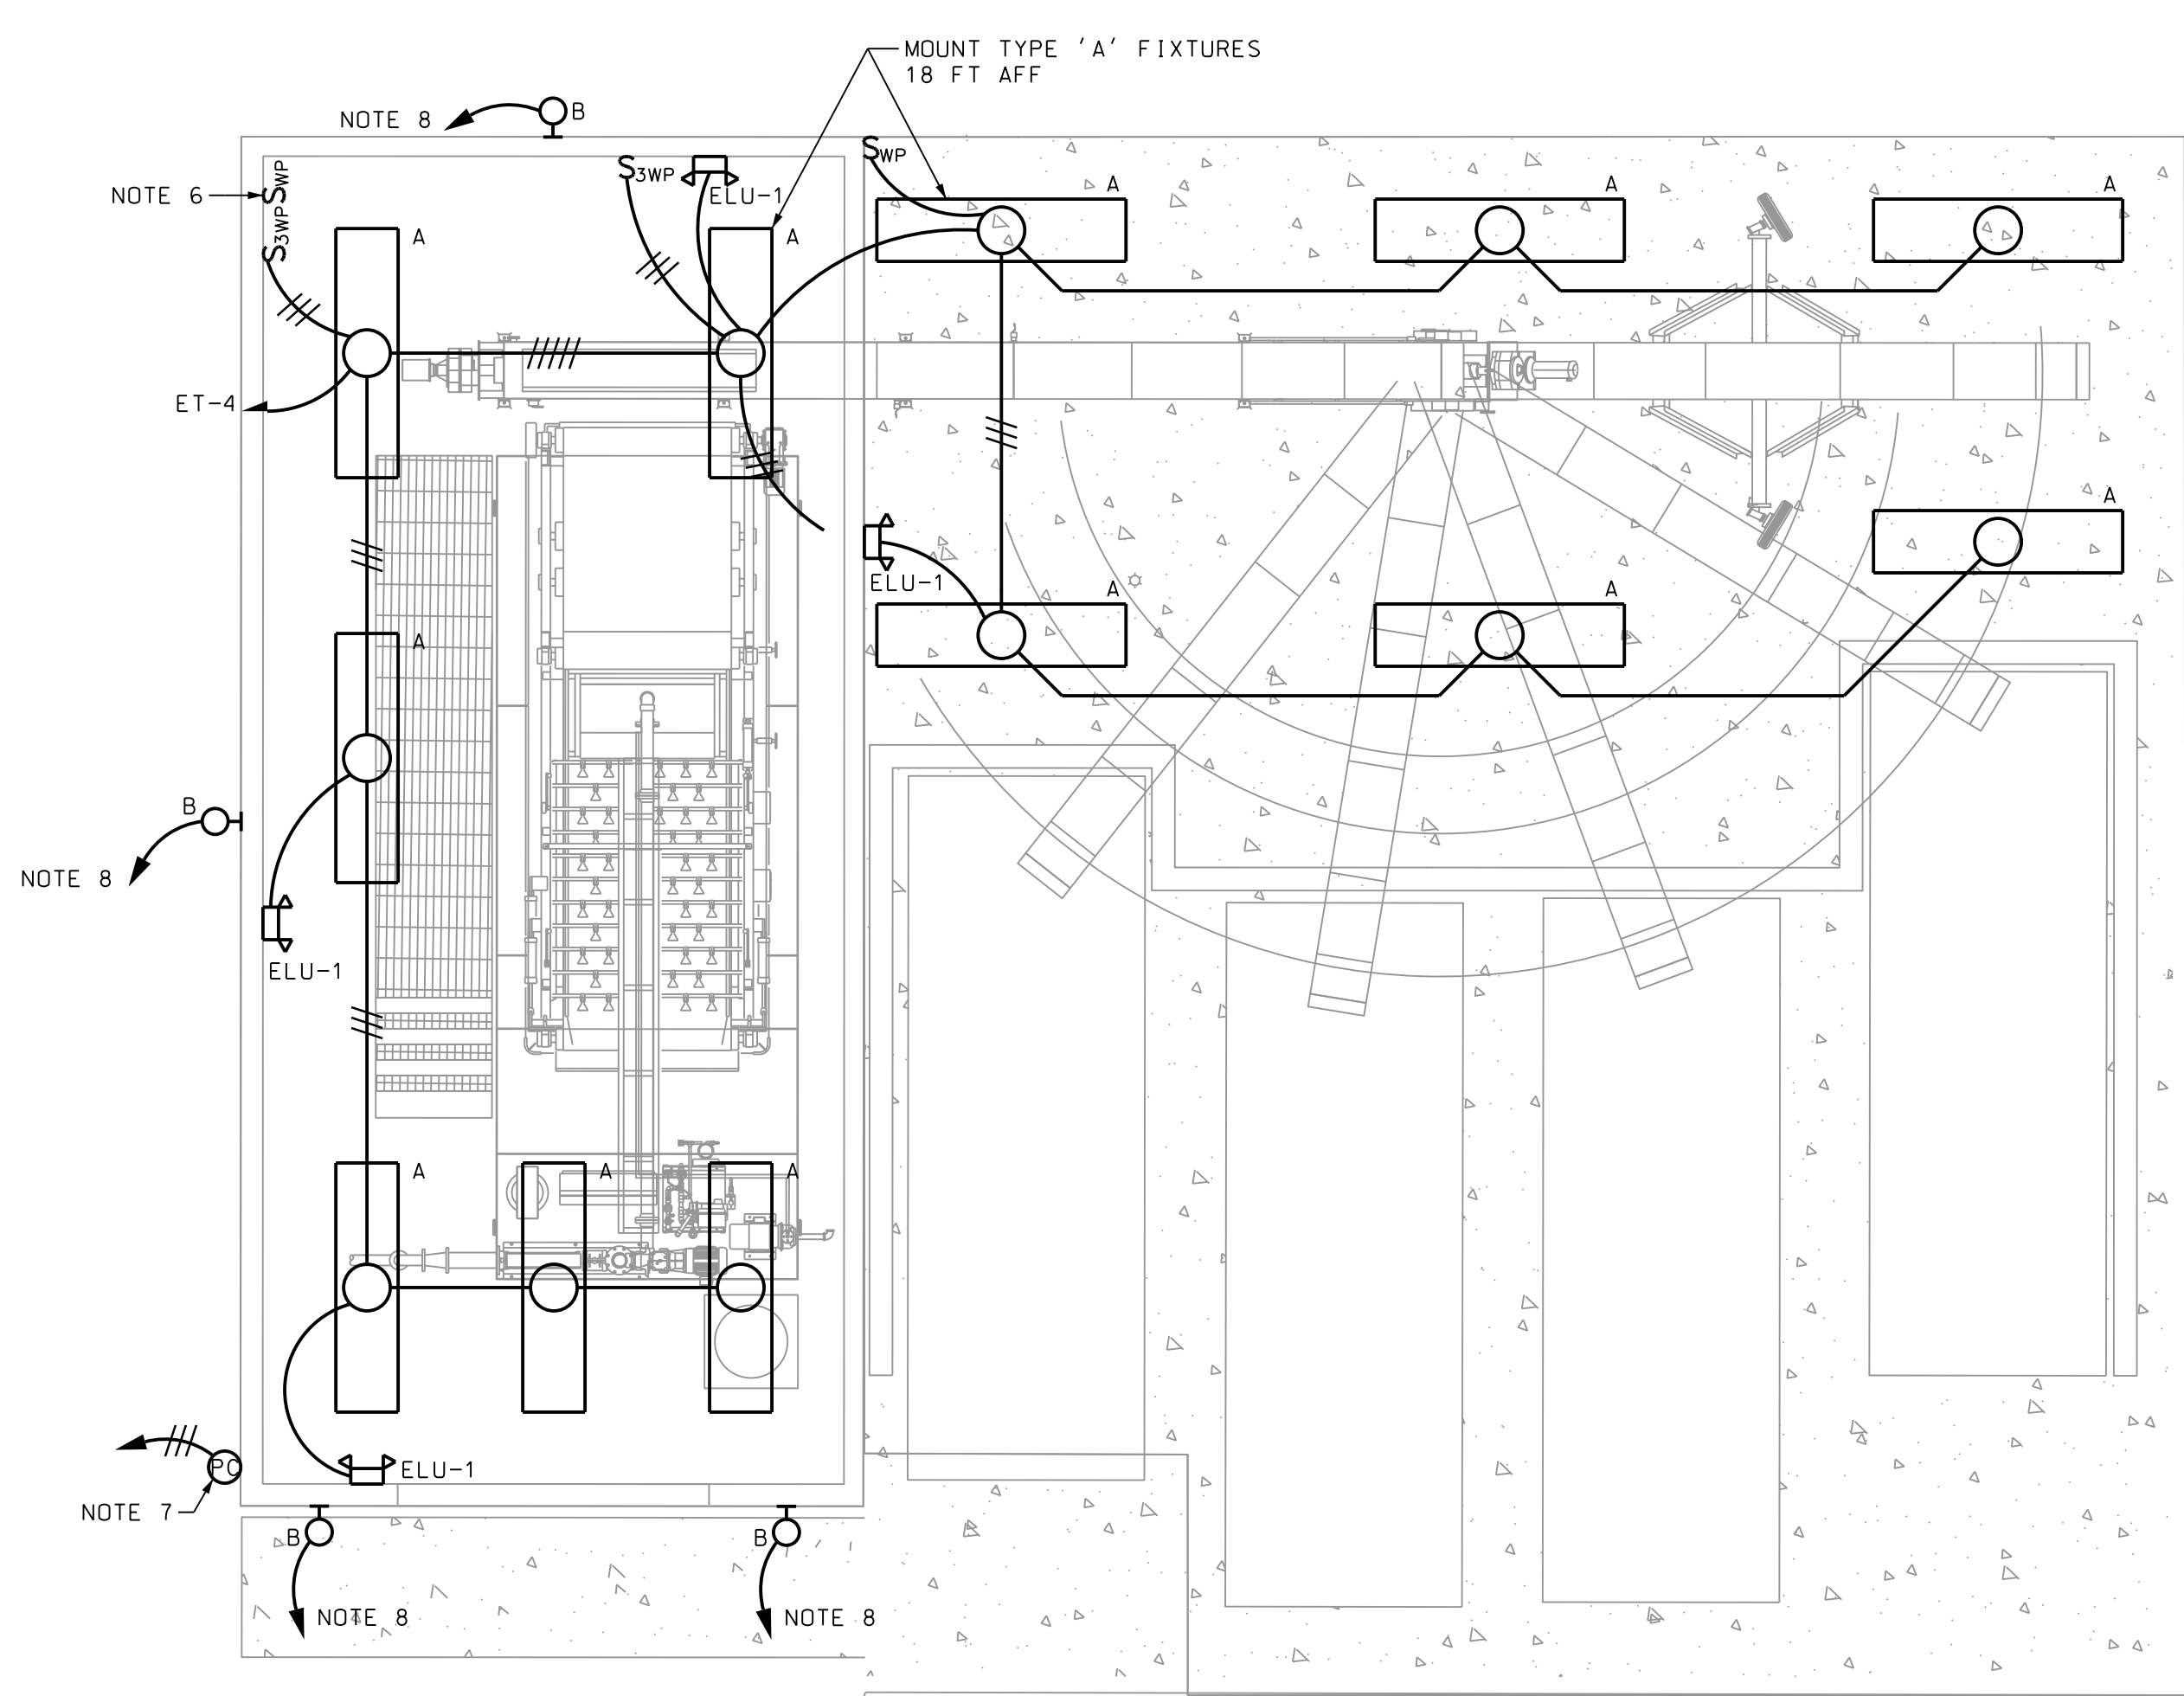 MOUNT TYPE 'A' FIXTURES
18 FT AFF
NOTE 8
B
SWP
S3WP
ELU-1
SWP
NOTE 6
S3WP
A
A
A
A
A
ET-4
A
ELU-1
A
A
A
B
NOTE 8
ELU-1
A
A
A
PC
ELU-1
NOTE 7
B
B
NOTE 8
NOTE 8